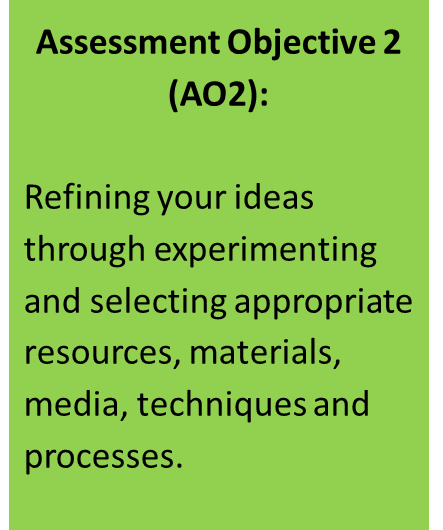 Assessment Objective 2
(AO2):
Refining your ideas
through experimenting
and selecting appropriate
resources, materials,
media, techniques and
processes.